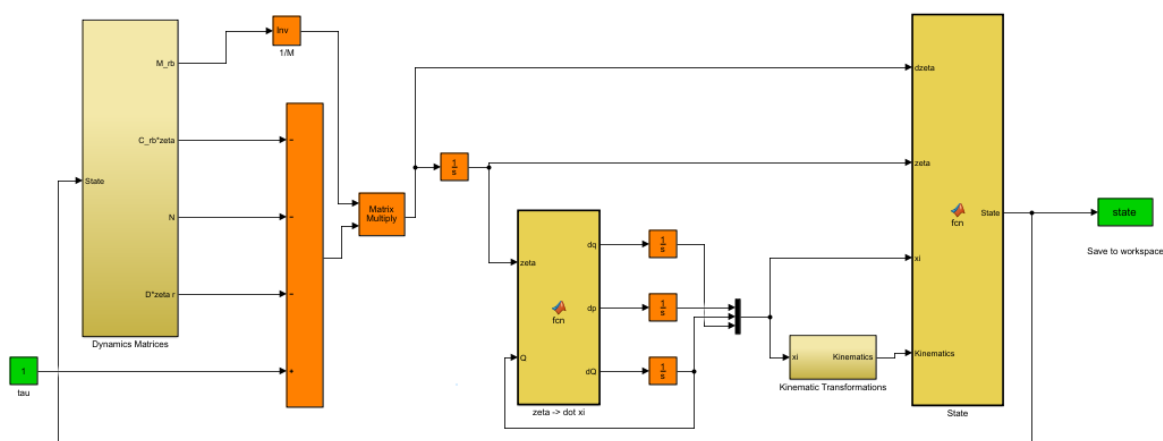 M_rb
C_rb*zeta
State
N
D*zeta r
Dynamics Matrices
1
tau
Inv
1/M
−
−
−
+
Matrix
Multiply
1
s
zeta
Q
fcn
dq
dp
dQ
zeta -> dot xi
1
s
1
s
1
s
xi
Kinematics
Kinematic Transformations
dzeta
zeta
xi
Kinematics
fcn
State
State
state
Save to workspace